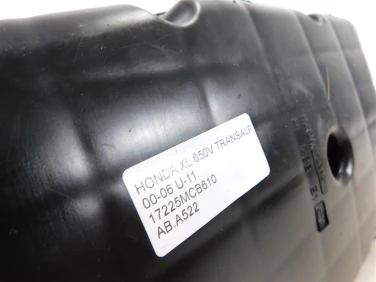 HONDA XL 650V TRANSALP
00-06 U-11
17225MCB610
AB.A522